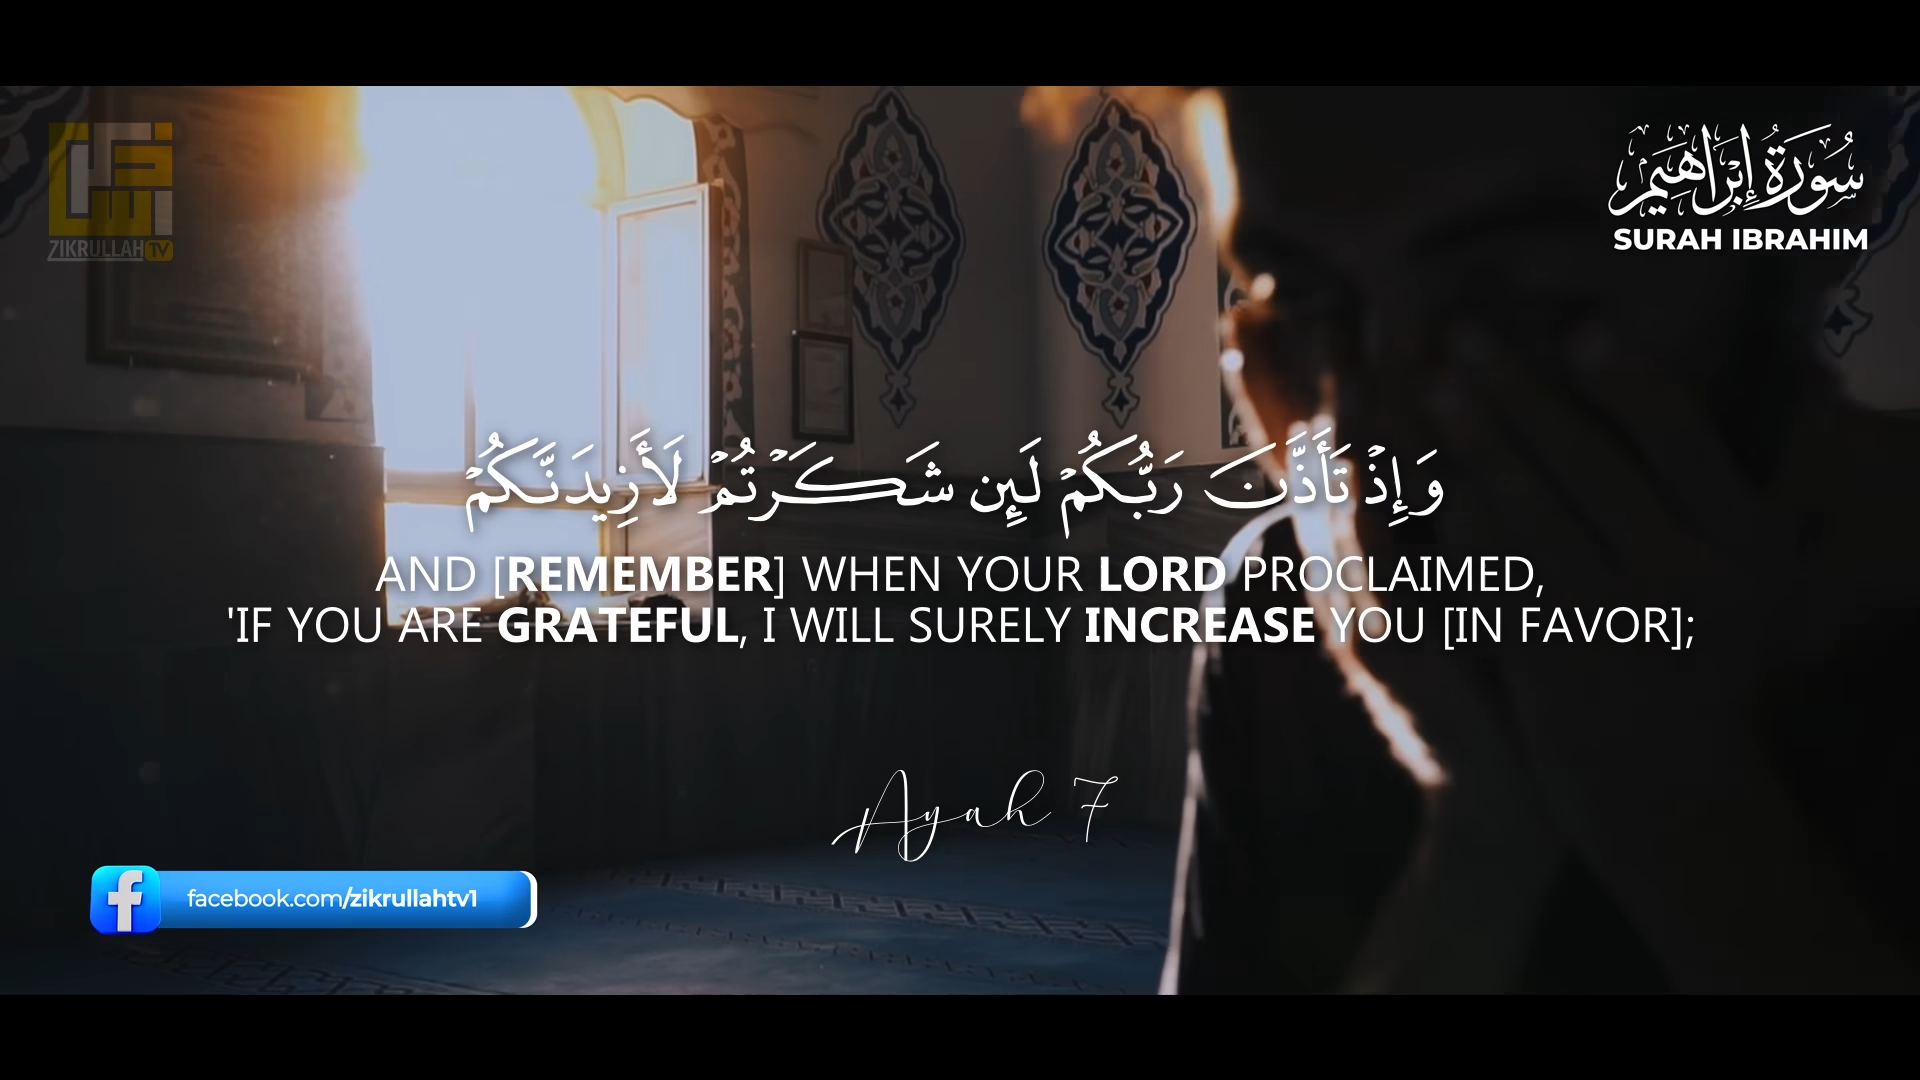 ZIKRULLAH TV
سُورَةُ إِبْرَاهِيم
SURAH IBRAHIM
وَإِذْ تَأَذَّنَ رَبُّكُمْ لَئِن شَكَرْتُمْ لَأَزِيدَنَّكُمْ
AND [REMEMBER] WHEN YOUR LORD PROCLAIMED,
'IF YOU ARE GRATEFUL, I WILL SURELY INCREASE YOU [IN FAVOR];
Ayah 7
facebook.com/zikrullahtv1